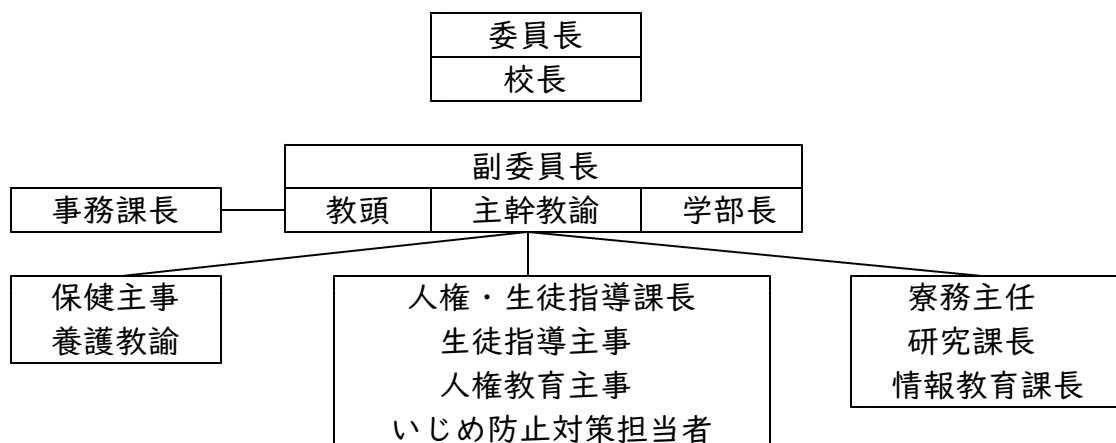 委員長
校長
副委員長
事務課長
教頭
主幹教諭
学部長
保健主事
養護教諭
人権・生徒指導課長
生徒指導主事
人権教育主事
いじめ防止対策担当者
寮務主任
研究課長
情報教育課長